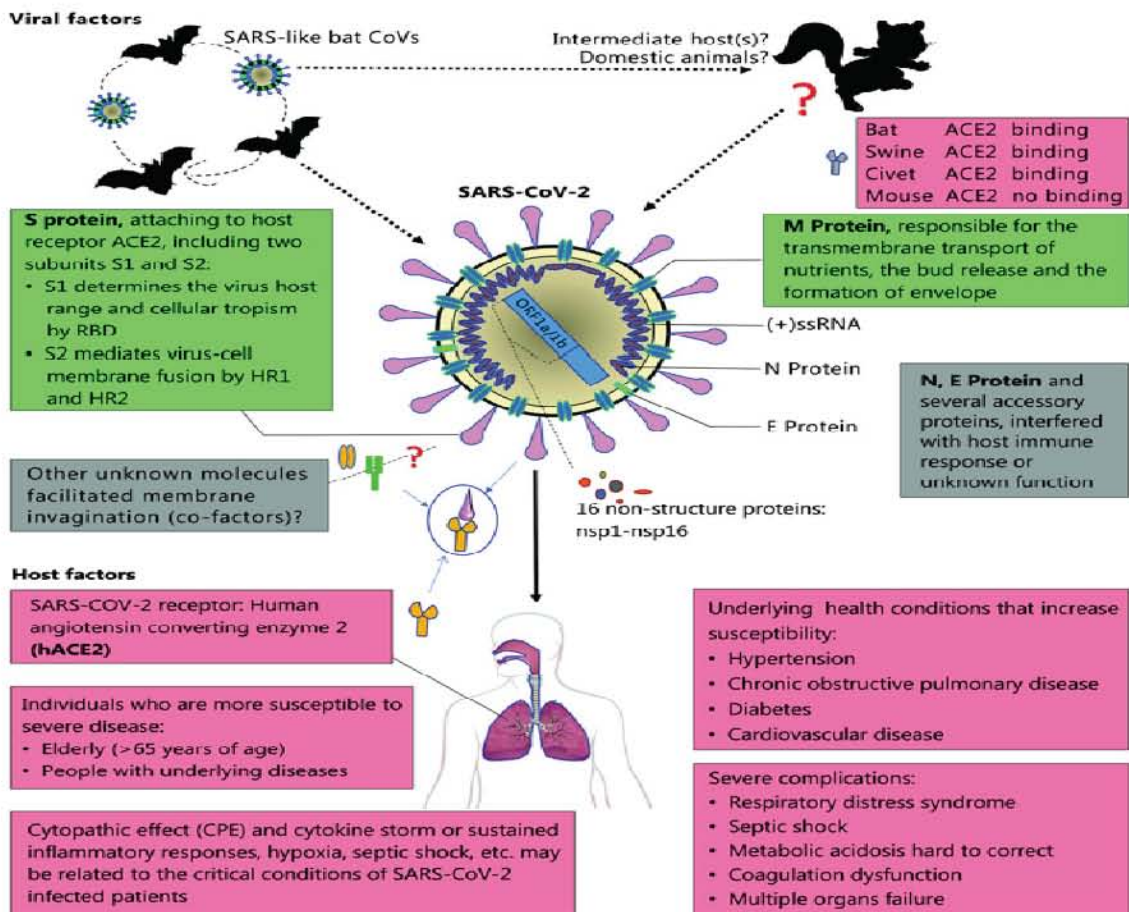 Viral factors
SARS-like bat CoVs
Intermediate host(s)?
Domestic animals?
?
Bat ACE2 binding
Swine ACE2 binding
Civet ACE2 binding
Mouse ACE2 no binding
SARS-CoV-2
S protein, attaching to host
receptor ACE2, including two
subunits S1 and S2:
• S1 determines the virus host
range and cellular tropism
by RBD
• S2 mediates virus-cell
membrane fusion by HR1
and HR2
M Protein, responsible for the
transmembrane transport of
nutrients, the bud release and the
formation of envelope
ORF1a/1b
(+)ssRNA
N Protein
E Protein
N, E Protein and
several accessory
proteins, interfered
with host immune
response or
unknown function
Other unknown molecules
facilitated membrane
invagination (co-factors)?
?
16 non-structure proteins:
nsp1-nsp16
Host factors
SARS-COV-2 receptor: Human
angiotensin converting enzyme 2
(hACE2)
Individuals who are more susceptible to
severe disease:
• Elderly (>65 years of age)
• People with underlying diseases
Cytopathic effect (CPE) and cytokine storm or sustained
inflammatory responses, hypoxia, septic shock, etc. may
be related to the critical conditions of SARS-CoV-2
infected patients
Underlying health conditions that increase
susceptibility:
• Hypertension
• Chronic obstructive pulmonary disease
• Diabetes
• Cardiovascular disease
Severe complications:
• Respiratory distress syndrome
• Septic shock
• Metabolic acidosis hard to correct
• Coagulation dysfunction
• Multiple organs failure